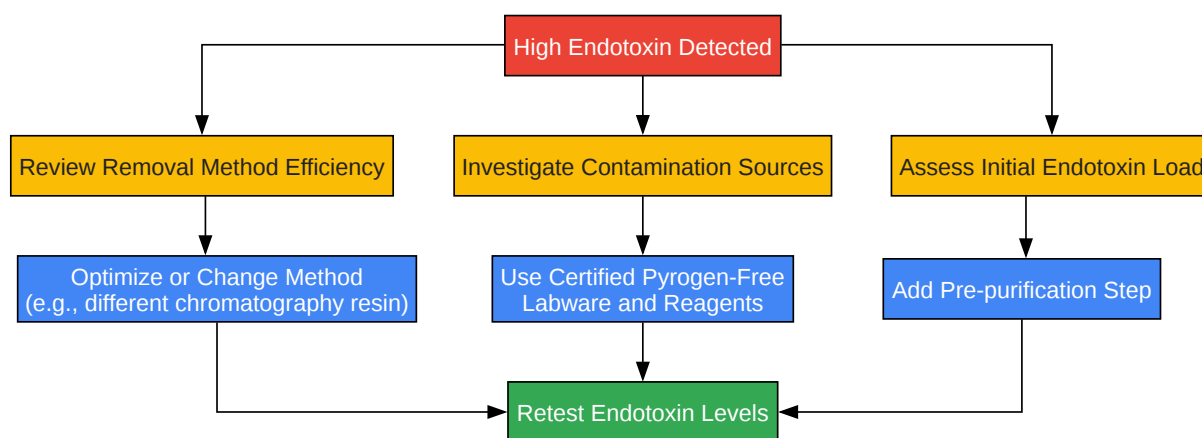 High Endotoxin Detected
Review Removal Method Efficiency
Investigate Contamination Sources
Assess Initial Endotoxin Load
Optimize or Change Method
(e.g., different chromatography resin)
Use Certified Pyrogen-Free
Labware and Reagents
Add Pre-purification Step
Retest Endotoxin Levels